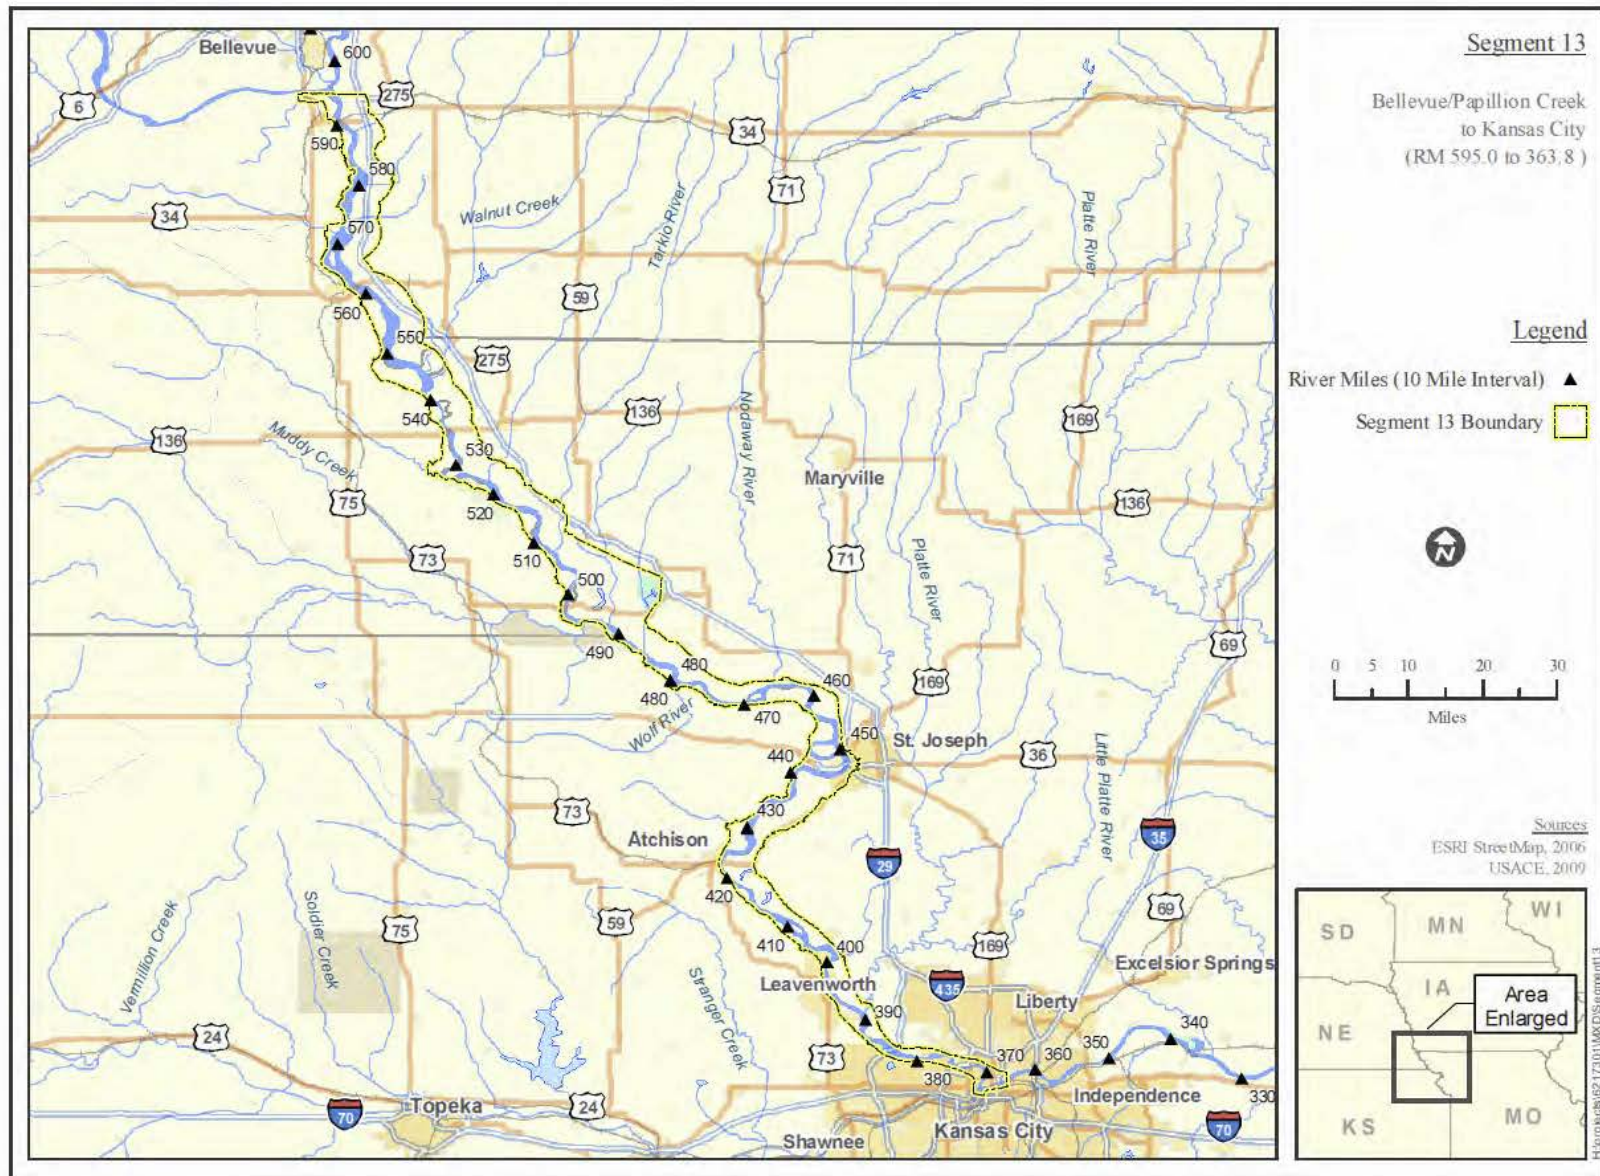 Segment 13
Bellevue/Papillion Creek
to Kansas City
(RM 595.0 to 363.8 )
Legend
River Miles (10 Mile Interval)
Segment 13 Boundary
N
0 5 10 20 30
Miles
Sources
ESRI StreetMap, 2006
USACE, 2009
SD
MN
WI
IA
NE
KS
MO
Area
Enlarged
Bellevue
600
6
275
590
34
580
71
34
570
Walnut Creek
Tarkio River
Platte River
59
560
550
275
540
136
169
136
Muddy Creek
530
Nodaway River
Maryville
75
520
136
510
73
71
Platte River
500
490
480
69
480
460
169
470
Wolf River
450
St. Joseph
440
36
Little Platte River
73
430
Atchison
35
29
420
59
69
75
Soldier Creek
Vermillion Creek
410
400
169
Excelsior Springs
Leavenworth
Stranger Creek
435
Liberty
390
340
24
73
350
370
360
380
Independence
330
70
Topeka
24
Kansas City
70
Shawnee